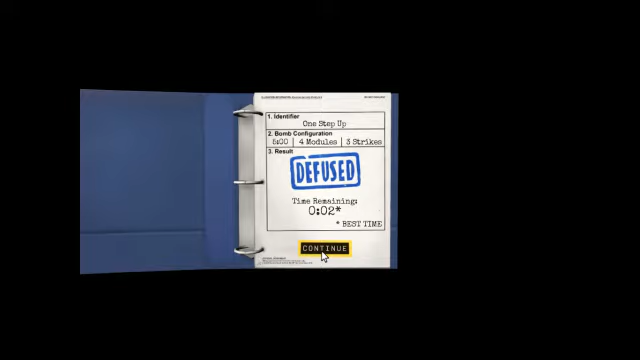 1. Identifier
One Step Up
2. Bomb Configuration
5:00 | 4 Modules | 3 Strikes
3. Result
DEFUSED
Time Remaining:
0:02*
* BEST TIME
CONTINUE